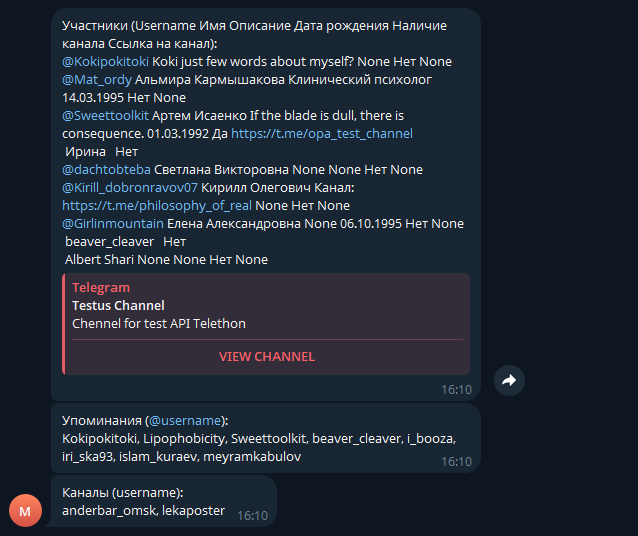 Участники (Username Имя Описание Дата рождения Наличие
канала Ссылка на канал):
@Kokipokitoki Koki just few words about myself? None Нет None
@Mat_ordy Альмира Кармышакова Клинический психолог
14.03.1995 Нет None
@Sweettoolkit Артем Исаенко If the blade is dull, there is
consequence. 01.03.1992 Да https://t.me/opa_test_channel
Ирина Нет
@dachtobteba Светлана Викторовна None None Нет None
@Kirill_dobronravov07 Кирилл Олегович Канал:
https://t.me/philosophy_of_real None Нет None
@Girlinmountain Елена Александровна None 06.10.1995 Нет None
beaver_cleaver Нет
Albert Shari None None Нет None
Telegram
Testus Channel
Chennel for test API Telethon
VIEW CHANNEL
16:10
Упоминания (@username):
Kokipokitoki, Lipophobicity, Sweettoolkit, beaver_cleaver, i_booza,
iri_ska93, islam_kuraev, meyramkabulov
16:10
Каналы (username):
anderbar_omsk, lekaposter
16:10
M